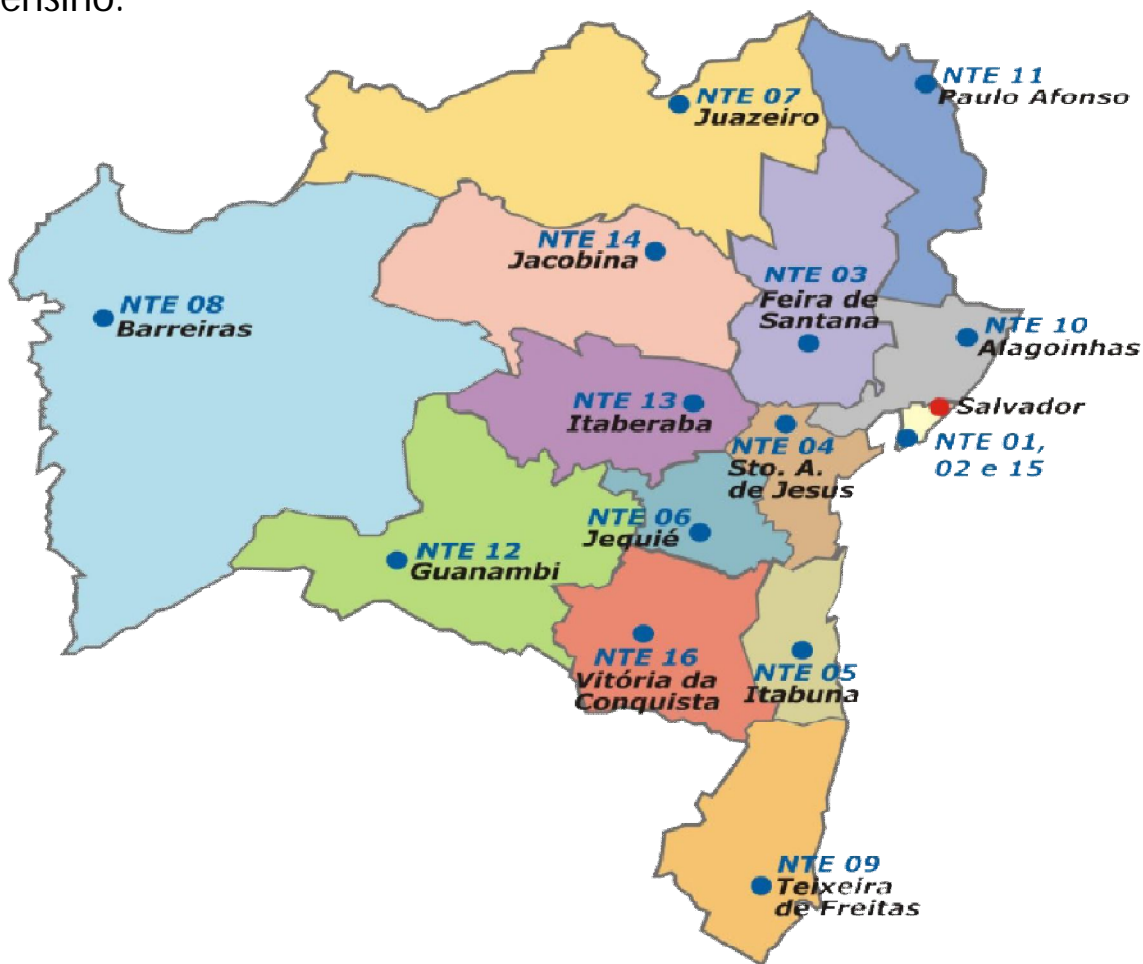 ensino.
NTE 11
Paulo Afonso
NTE 07
Juazeiro
NTE 14
Jacobina
NTE 03
Feira de
Santana
NTE 08
Barreiras
NTE 10
Alagoinhas
NTE 13
Itaberaba
Salvador
NTE 01,
02 e 15
NTE 04
Sto. A.
de Jesus
NTE 06
Jequié
NTE 12
Guanambi
NTE 16
Vitória da
Conquista
NTE 05
Itabuna
NTE 09
Teixeira
de Freitas